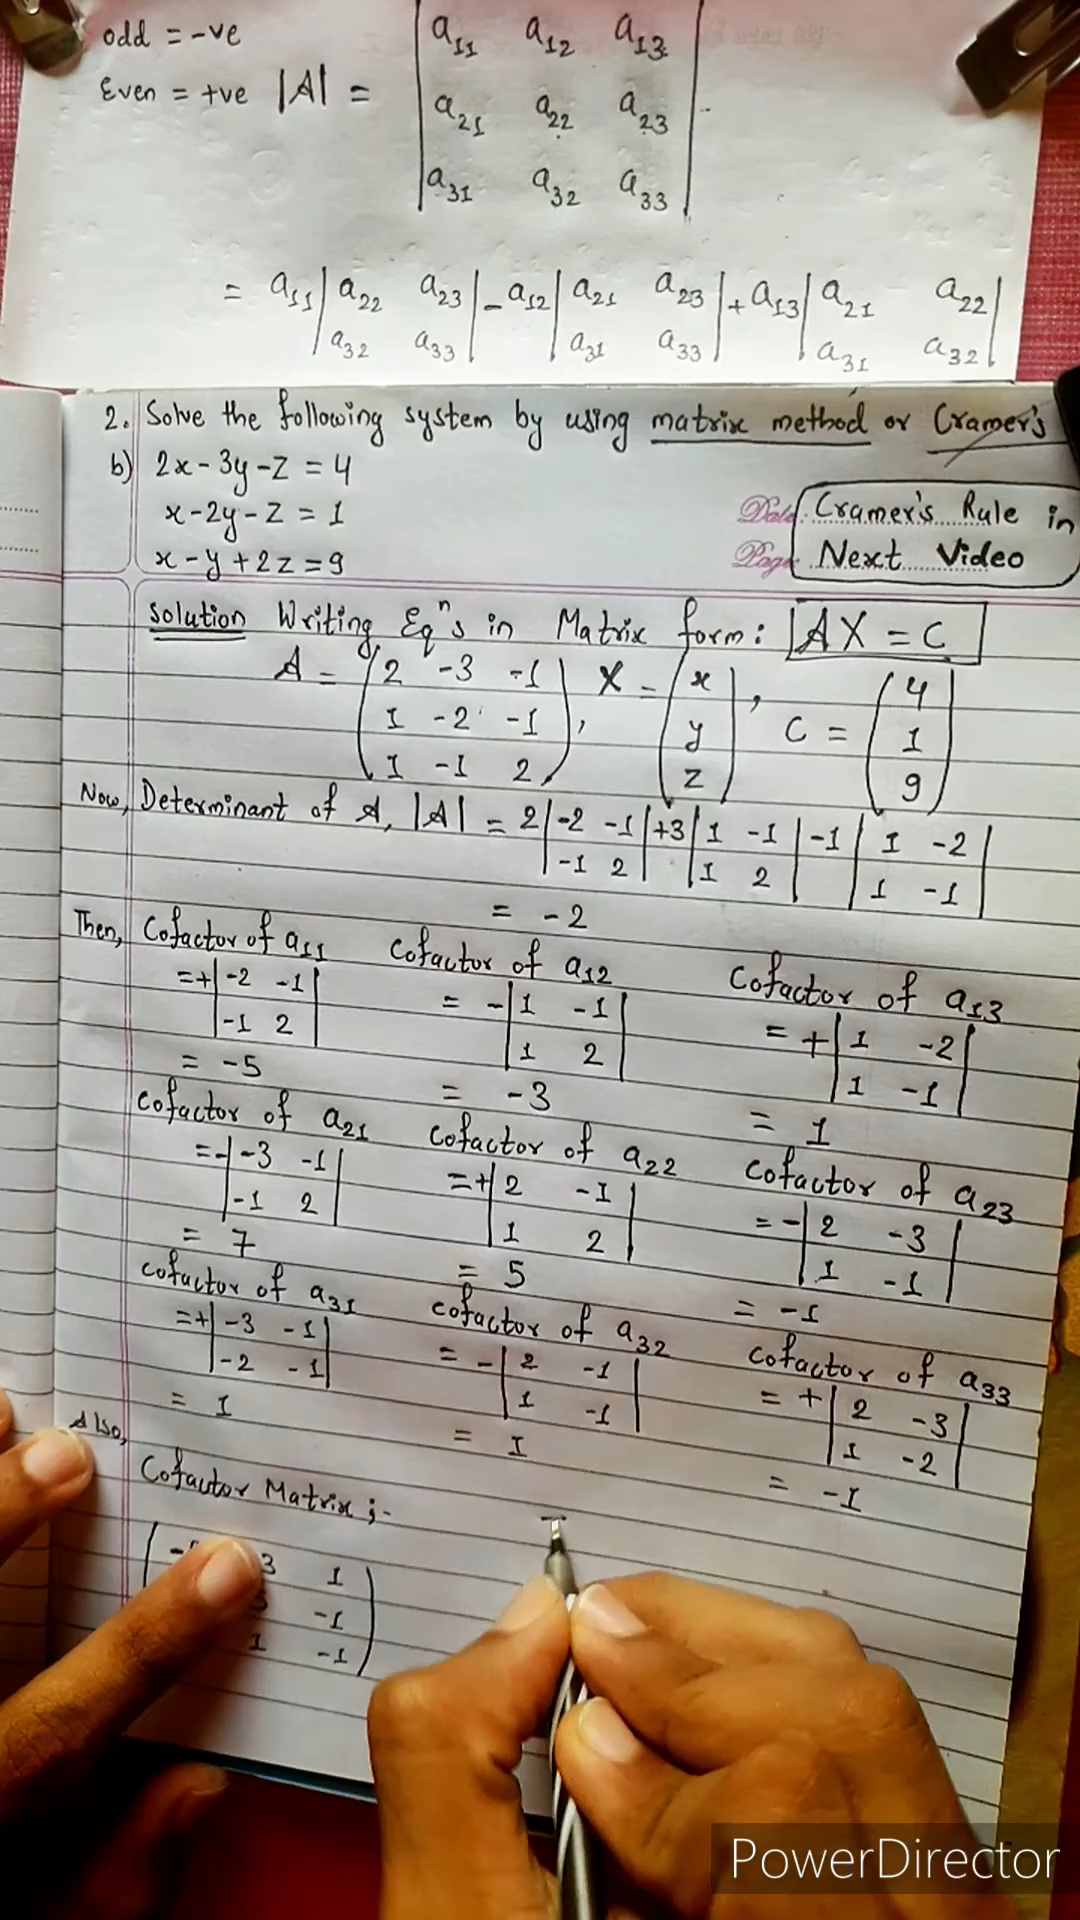 odd = -ve
Even = +ve |A| = | a11 a12 a13 |
| a21 a22 a23 |
| a31 a32 a33 |
= a11 | a22 a23 | - a12 | a21 a23 | + a13 | a21 a22 |
| a32 a33 | | a31 a33 | | a31 a32 |
2. Solve the following system by using matrix method or Cramer's
b) 2x - 3y - z = 4
x - 2y - z = 1
x - y + 2z = 9
Date Cramer's Rule in
Page Next Video
Solution Writing Eqn's in Matrix form: AX = C
A = ( 2 -3 -1 ), X = ( x ), C = ( 4 )
( 1 -2 -1 ) ( y ) ( 1 )
( 1 -1 2 ) ( z ) ( 9 )
Now, Determinant of A, |A| = 2 | -2 -1 | +3 | 1 -1 | -1 | 1 -2 |
| -1 2 | | 1 2 | | 1 -1 |
= -2
Then, Cofactor of a11 Cofactor of a12 Cofactor of a13
= + | -2 -1 | = - | 1 -1 | = + | 1 -2 |
| -1 2 | | 1 2 | | 1 -1 |
= -5 = -3 = 1
Cofactor of a21 Cofactor of a22 Cofactor of a23
= - | -3 -1 | = + | 2 -1 | = - | 2 -3 |
| -1 2 | | 1 2 | | 1 -1 |
= 7 = 5 = -1
cofactor of a31 cofactor of a32 cofactor of a33
= + | -3 -1 | = - | 2 -1 | = + | 2 -3 |
| -2 -1 | | 1 -1 | | 1 -2 |
= 1 = 1 = -1
Also,
Cofactor Matrix ;-
3 1
-1
1 -1
PowerDirector